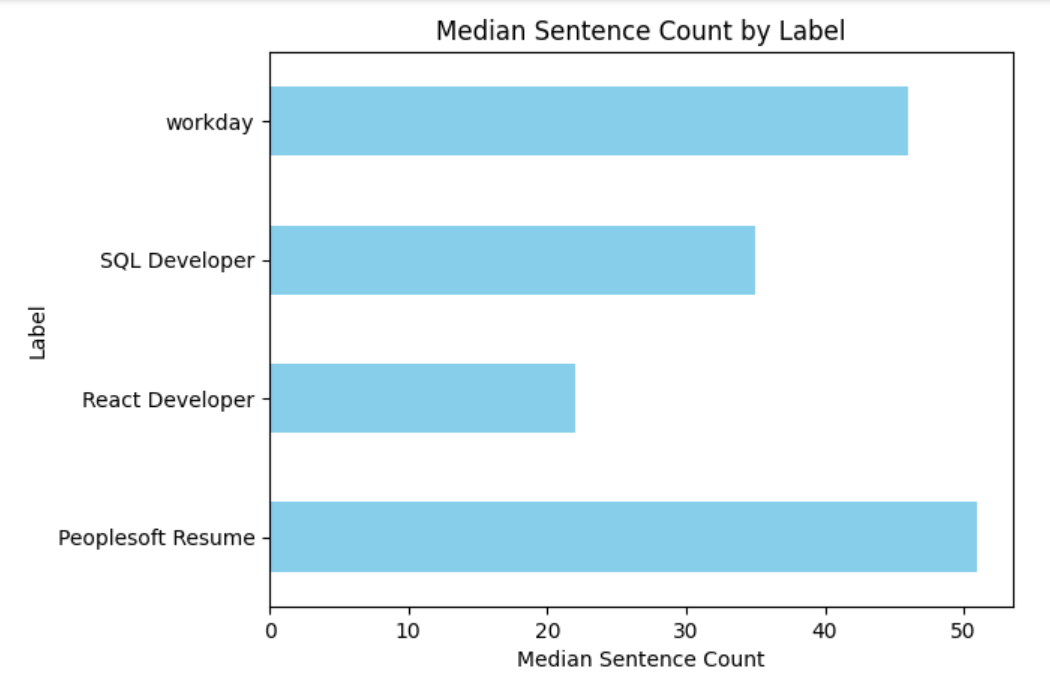 Median Sentence Count by Label
workday
SQL Developer
React Developer
Peoplesoft Resume
Label
0 10 20 30 40 50
Median Sentence Count